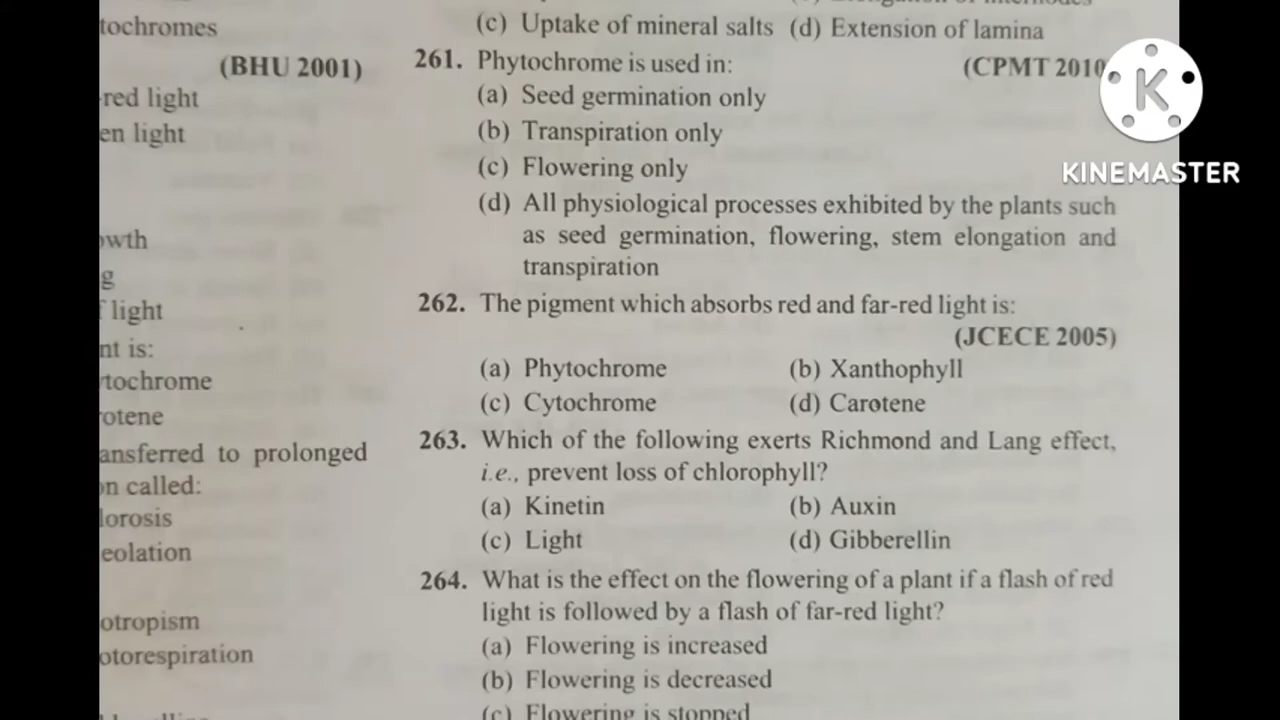 tochromes
(BHU 2001)
-red light
en light
owth
g
f light
nt is:
tochrome
otene
ansferred to prolonged
on called:
lorosis
eolation
otropism
otorespiration
(c) Uptake of mineral salts (d) Extension of lamina
261. Phytochrome is used in: (CPMT 2010
(a) Seed germination only
(b) Transpiration only
(c) Flowering only
(d) All physiological processes exhibited by the plants such
as seed germination, flowering, stem elongation and
transpiration
262. The pigment which absorbs red and far-red light is:
(JCECE 2005)
(a) Phytochrome (b) Xanthophyll
(c) Cytochrome (d) Carotene
263. Which of the following exerts Richmond and Lang effect,
i.e., prevent loss of chlorophyll?
(a) Kinetin (b) Auxin
(c) Light (d) Gibberellin
264. What is the effect on the flowering of a plant if a flash of red
light is followed by a flash of far-red light?
(a) Flowering is increased
(b) Flowering is decreased
(c) Flowering is stopped
K
KINEMASTER